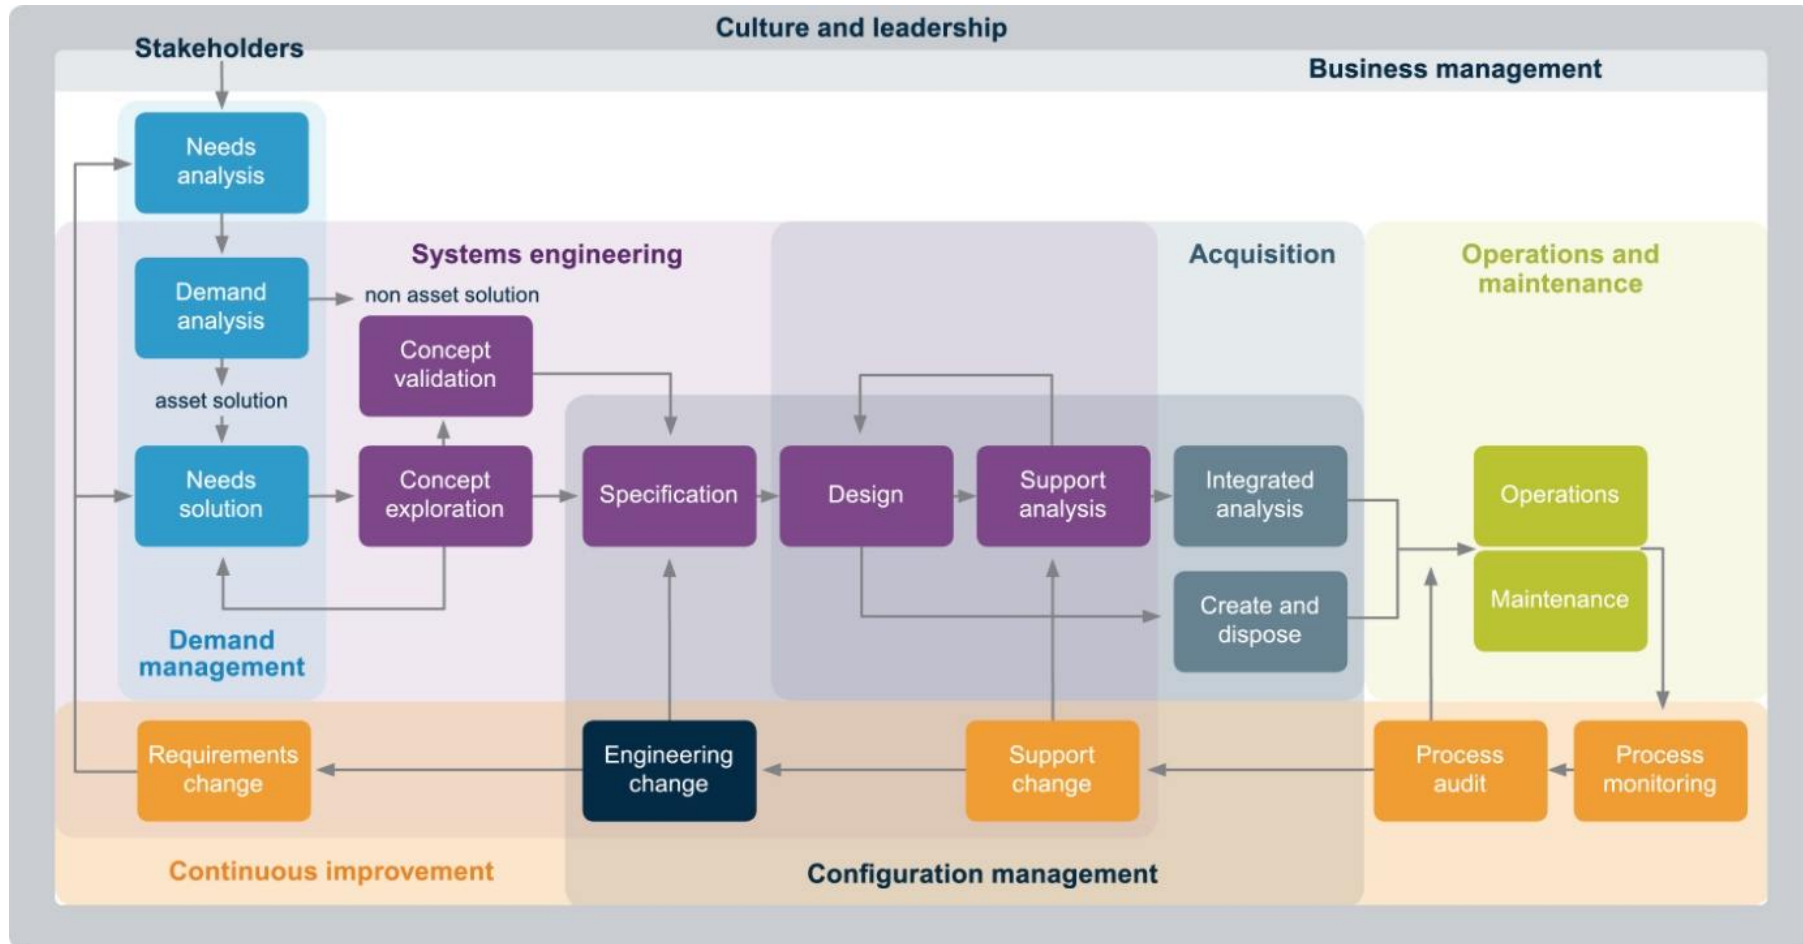 Culture and leadership
Stakeholders
Business management
Needs
analysis
Systems engineering
Acquisition
Operations and
maintenance
Demand
analysis
non asset solution
Concept
validation
asset solution
Needs
solution
Concept
exploration
Specification
Design
Support
analysis
Integrated
analysis
Operations
Create and
dispose
Maintenance
Demand
management
Requirements
change
Engineering
change
Support
change
Process
audit
Process
monitoring
Continuous improvement
Configuration management